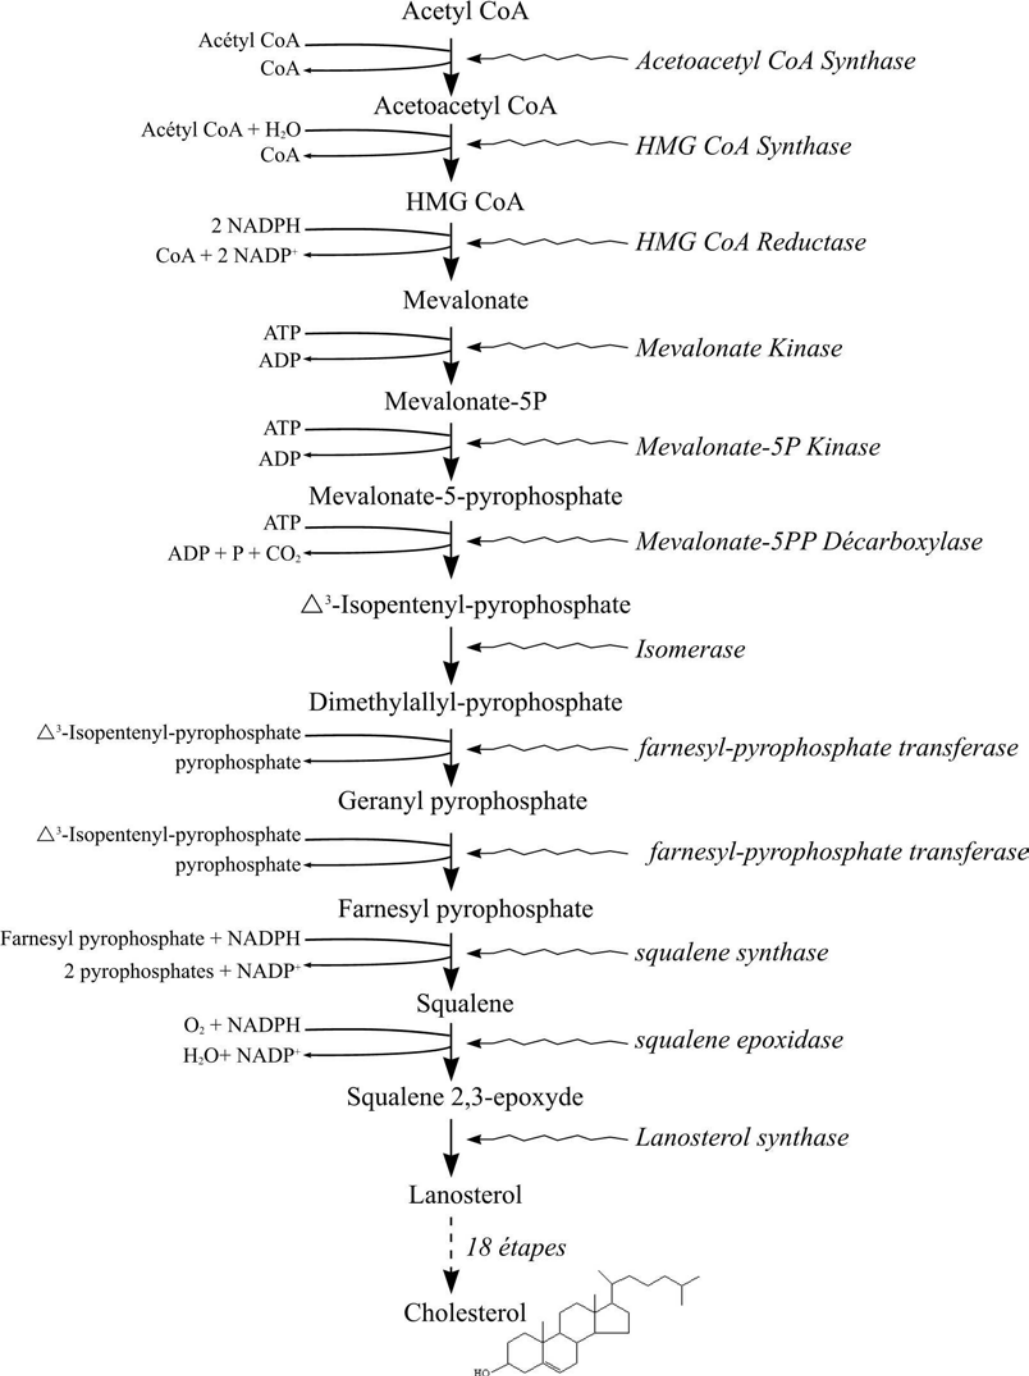 Acetyl CoA
Acétyl CoA
CoA
Acetoacetyl CoA Synthase
Acetoacetyl CoA
Acétyl CoA + H₂O
CoA
HMG CoA Synthase
HMG CoA
2 NADPH
CoA + 2 NADP⁺
HMG CoA Reductase
Mevalonate
ATP
ADP
Mevalonate Kinase
Mevalonate-5P
ATP
ADP
Mevalonate-5P Kinase
Mevalonate-5-pyrophosphate
ATP
ADP + P + CO₂
Mevalonate-5PP Décarboxylase
△³-Isopentenyl-pyrophosphate
Isomerase
Dimethylallyl-pyrophosphate
△³-Isopentenyl-pyrophosphate
pyrophosphate
farnesyl-pyrophosphate transferase
Geranyl pyrophosphate
△³-Isopentenyl-pyrophosphate
pyrophosphate
farnesyl-pyrophosphate transferase
Farnesyl pyrophosphate
Farnesyl pyrophosphate + NADPH
2 pyrophosphates + NADP⁺
squalene synthase
Squalene
O₂ + NADPH
H₂O+ NADP⁺
squalene epoxidase
Squalene 2,3-epoxyde
Lanosterol synthase
Lanosterol
18 étapes
Cholesterol
HO